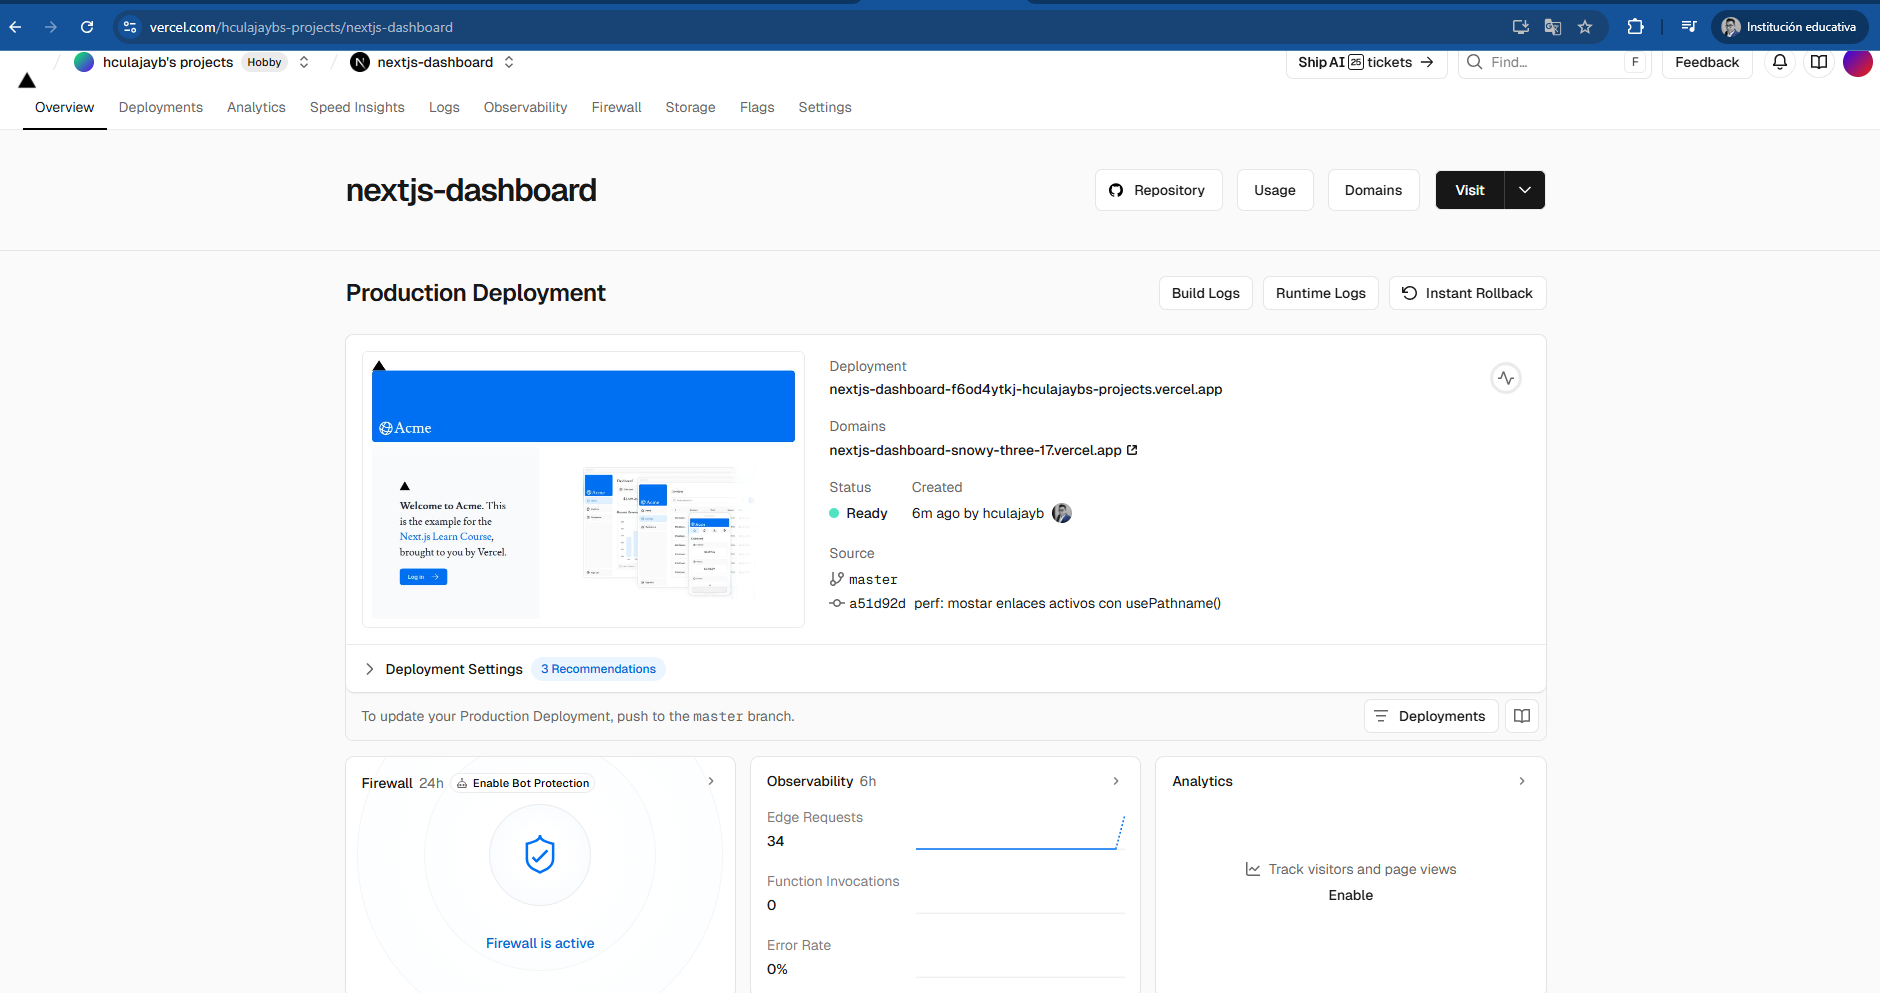 vercel.com/hculajaybs-projects/nextjs-dashboard
Institución educativa
hculajayb's projects Hobby
nextjs-dashboard
Ship AI 25 tickets →
Find...
F
Feedback
Overview
Deployments
Analytics
Speed Insights
Logs
Observability
Firewall
Storage
Flags
Settings
nextjs-dashboard
Repository
Usage
Domains
Visit
Production Deployment
Build Logs
Runtime Logs
Instant Rollback
Acme
Welcome to Acme. This
is the example for the
Next.js Learn Course,
brought to you by Vercel.
Log in →
Deployment
nextjs-dashboard-f6od4ytkj-hculajaybs-projects.vercel.app
Domains
nextjs-dashboard-snowy-three-17.vercel.app
Status
Created
Ready
6m ago by hculajayb
Source
master
a51d92d perf: mostar enlaces activos con usePathname()
Deployment Settings 3 Recommendations
To update your Production Deployment, push to the master branch.
Deployments
Firewall 24h Enable Bot Protection
Firewall is active
Observability 6h
Edge Requests
34
Function Invocations
0
Error Rate
0%
Analytics
Track visitors and page views
Enable